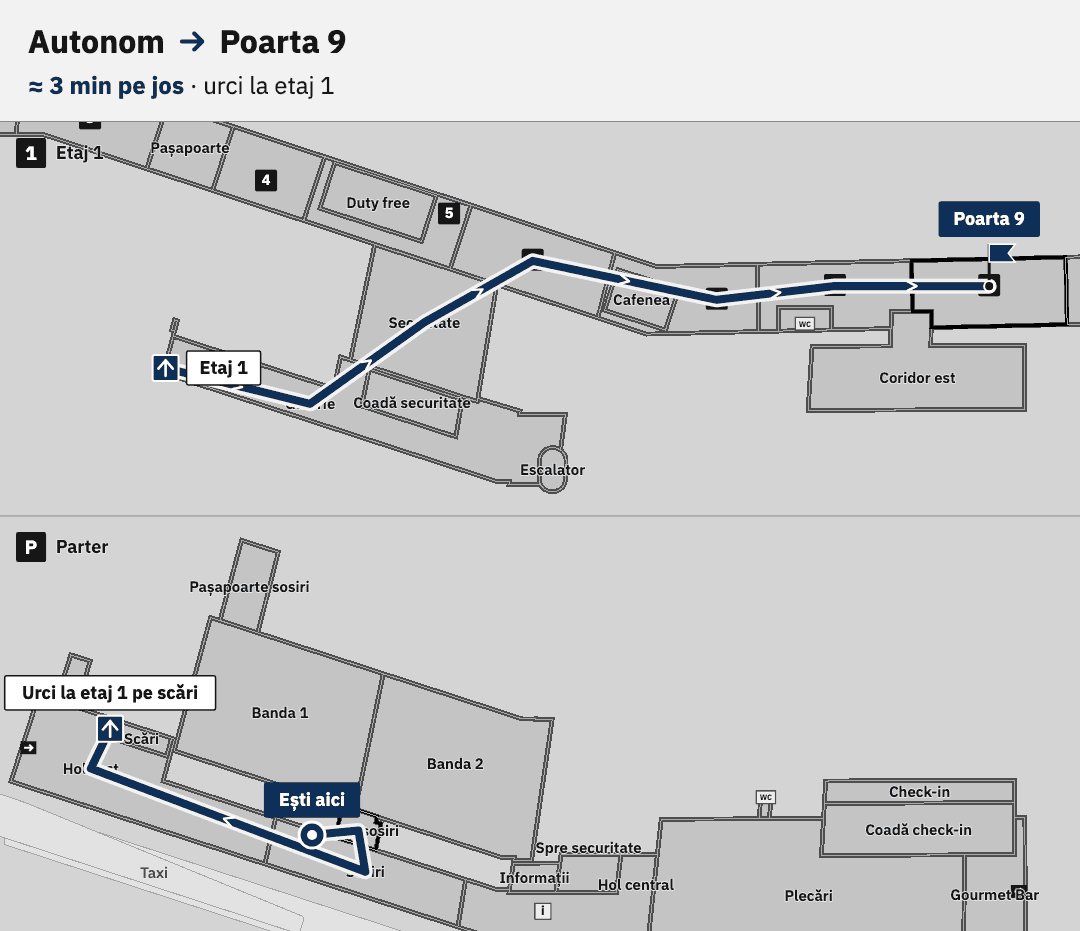 Autonom → Poarta 9
≈ 3 min pe jos · urci la etaj 1
1 Etaj 1
Pașapoarte
4
Duty free
5
Poarta 9
Cafenea
wc
Etaj 1
Coadă securitate
Coridor est
Escalator
P Parter
Pașapoarte sosiri
Urci la etaj 1 pe scări
Banda 1
Scări
Banda 2
Ești aici
wc
Check-in
Coadă check-in
Spre securitate
Taxi
Informații
Hol central
Plecări
Gourmet Bar
i